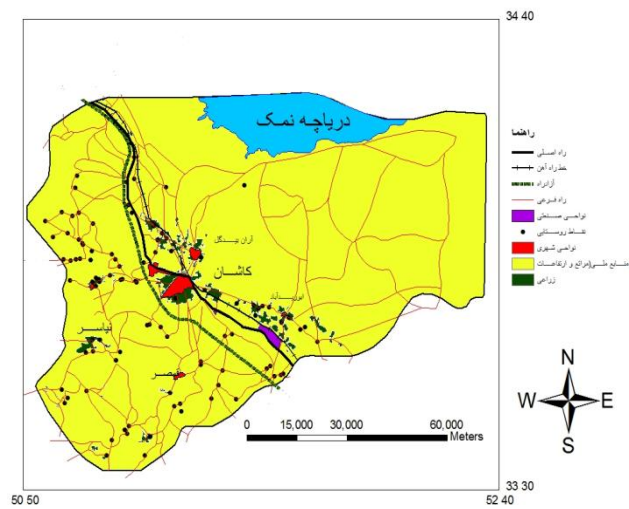 34 40
دریاچه نمک
راهنما
راه اصلی
خط راه آهن
آزادراه
راه فرعی
نواحی صنعتی
نقاط روستایی
نواحی شهری
منابع ملی(مراتع و ارتفاعات
زراعی
آران بیدگل
کاشان
ابوزیدآباد
نیاسر
قمصر
N
W E
S
0 15,000 30,000 60,000
Meters
33 30
50 50
52 40